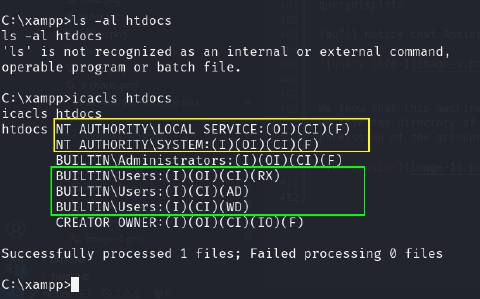 C:\xampp>ls -al htdocs
ls -al htdocs
'ls' is not recognized as an internal or external command,
operable program or batch file.
C:\xampp>icacls htdocs
icacls htdocs
htdocs NT AUTHORITY\LOCAL SERVICE:(OI)(CI)(F)
NT AUTHORITY\SYSTEM:(I)(OI)(CI)(F)
BUILTIN\Administrators:(I)(OI)(CI)(F)
BUILTIN\Users:(I)(OI)(CI)(RX)
BUILTIN\Users:(I)(CI)(AD)
BUILTIN\Users:(I)(CI)(WD)
CREATOR OWNER:(I)(OI)(CI)(IO)(F)
Successfully processed 1 files; Failed processing 0 files
C:\xampp>